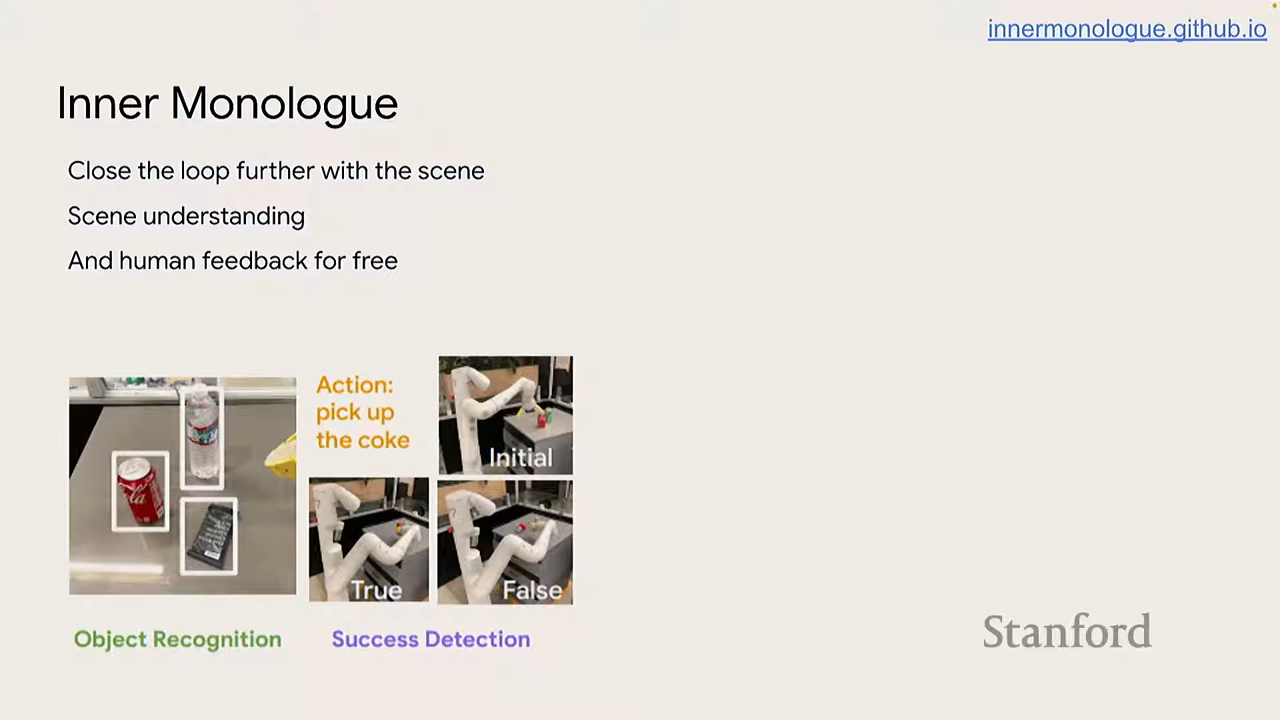 innermonologue.github.io
Inner Monologue
Close the loop further with the scene
Scene understanding
And human feedback for free
Action:
pick up
the coke
Initial
True
False
Object Recognition
Success Detection
Stanford